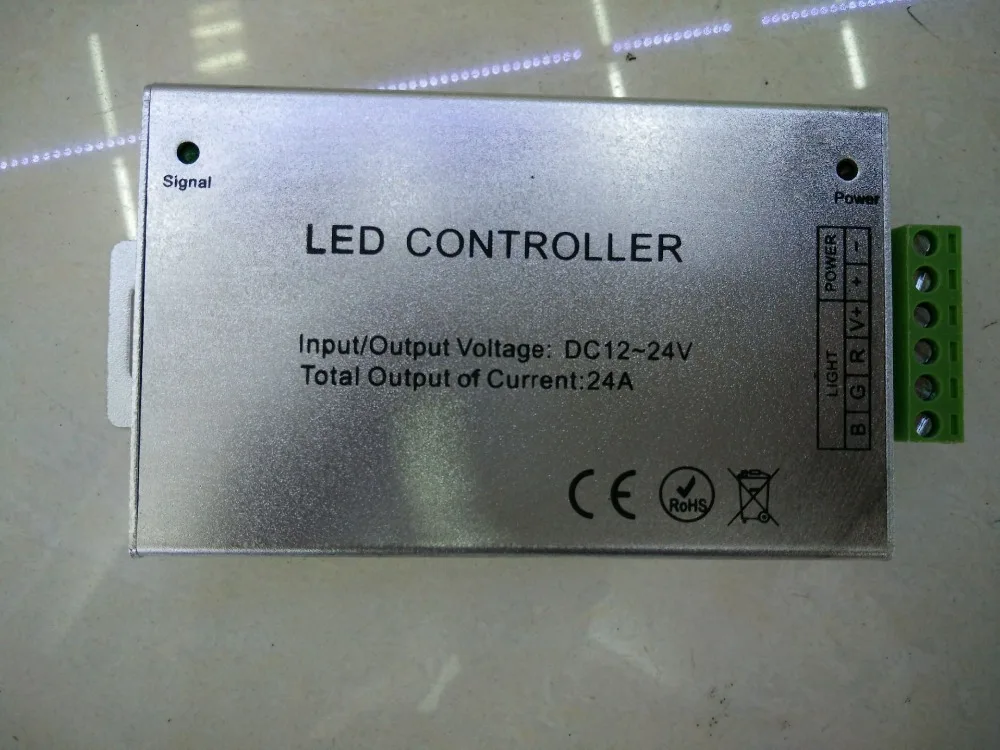 Signal
Power
LED CONTROLLER
Input/Output Voltage: DC12~24V
Total Output of Current:24A
POWER
-
+
LIGHT
V+
R
G
B
CE
RoHS